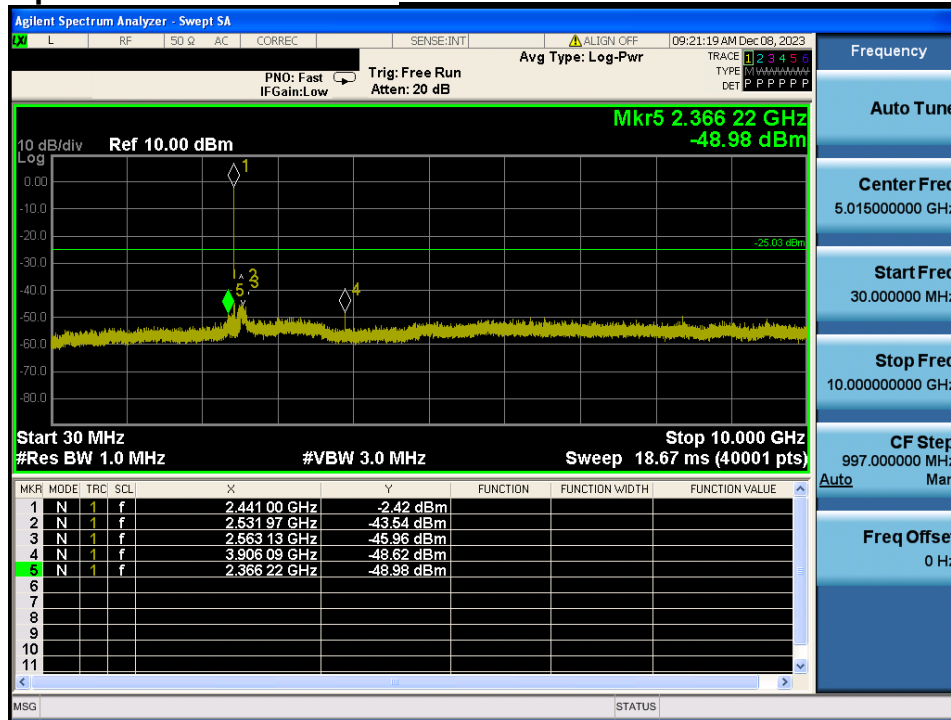 Agilent Spectrum Analyzer - Swept SA
LXI L RF 50 Ω AC CORREC SENSE:INT ALIGN OFF 09:21:19 AM Dec 08, 2023
Avg Type: Log-Pwr TRACE 1 2 3 4 5 6
PNO: Fast Trig: Free Run TYPE M WWWWW
IFGain:Low Atten: 20 dB DET P P P P P P
Mkr5 2.366 22 GHz
-48.98 dBm
10 dB/div Ref 10.00 dBm
Log
1
0.00
-10.0
-20.0
-25.03 dBm
-30.0
2
3
-40.0
5
4
-50.0
-60.0
-70.0
-80.0
Start 30 MHz Stop 10.000 GHz
#Res BW 1.0 MHz #VBW 3.0 MHz Sweep 18.67 ms (40001 pts)
MKR MODE TRC SCL X Y FUNCTION FUNCTION WIDTH FUNCTION VALUE
1 N 1 f 2.441 00 GHz -2.42 dBm
2 N 1 f 2.531 97 GHz -43.54 dBm
3 N 1 f 2.563 13 GHz -45.96 dBm
4 N 1 f 3.906 09 GHz -48.62 dBm
5 N 1 f 2.366 22 GHz -48.98 dBm
6
7
8
9
10
11
MSG STATUS
Frequency
Auto Tune
Center Freq
5.015000000 GHz
Start Freq
30.000000 MHz
Stop Freq
10.000000000 GHz
CF Step
997.000000 MHz
Auto Man
Freq Offset
0 Hz